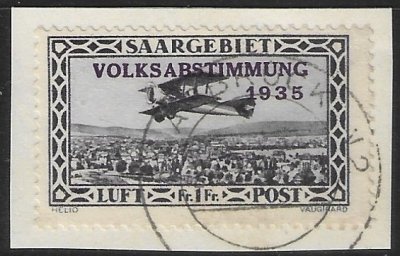 SAARGEBIET
VOLKSABSTIMMUNG
1935
LUFT Fr. 1 Fr. POST
HELIO VAUGIRARD